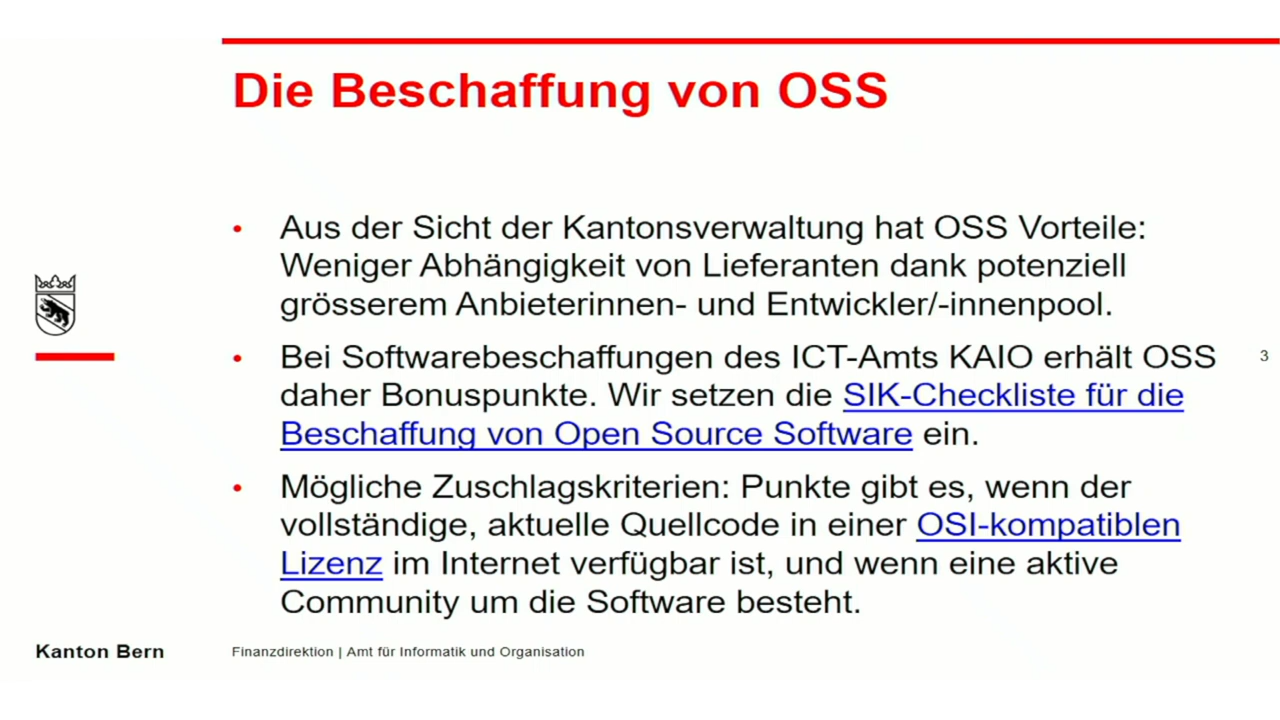 Die Beschaffung von OSS
• Aus der Sicht der Kantonsverwaltung hat OSS Vorteile:
Weniger Abhängigkeit von Lieferanten dank potenziell
grösserem Anbieterinnen- und Entwickler/-innenpool.
• Bei Softwarebeschaffungen des ICT-Amts KAIO erhält OSS
daher Bonuspunkte. Wir setzen die SIK-Checkliste für die
Beschaffung von Open Source Software ein.
• Mögliche Zuschlagskriterien: Punkte gibt es, wenn der
vollständige, aktuelle Quellcode in einer OSI-kompatiblen
Lizenz im Internet verfügbar ist, und wenn eine aktive
Community um die Software besteht.
3
Kanton Bern
Finanzdirektion | Amt für Informatik und Organisation